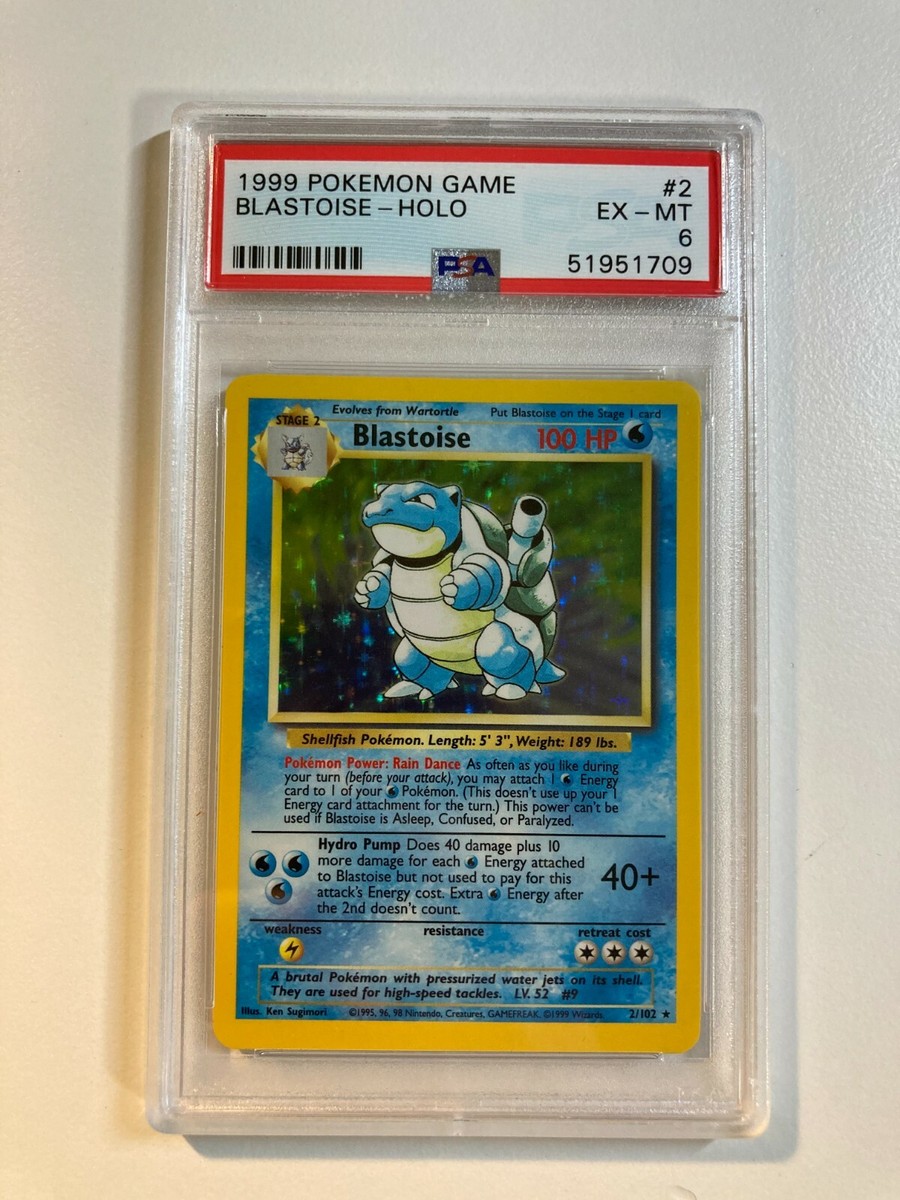 1999 POKEMON GAME #2
BLASTOISE – HOLO EX – MT
6
PSA 51951709
Evolves from Wartortle Put Blastoise on the Stage 1 card
STAGE 2
Blastoise 100 HP
Shellfish Pokémon. Length: 5' 3", Weight: 189 lbs.
Pokémon Power: Rain Dance As often as you like during
your turn (before your attack), you may attach 1 Energy
card to 1 of your Pokémon. (This doesn't use up your 1
Energy card attachment for the turn.) This power can't be
used if Blastoise is Asleep, Confused, or Paralyzed.
Hydro Pump Does 40 damage plus 10
more damage for each Energy attached
to Blastoise but not used to pay for this
attack's Energy cost. Extra Energy after
the 2nd doesn't count.
40+
weakness resistance retreat cost
A brutal Pokémon with pressurized water jets on its shell.
They are used for high-speed tackles. LV. 52 #9
Illus. Ken Sugimori ©1995, 96, 98 Nintendo, Creatures, GAMEFREAK. ©1999 Wizards. 2/102 ★